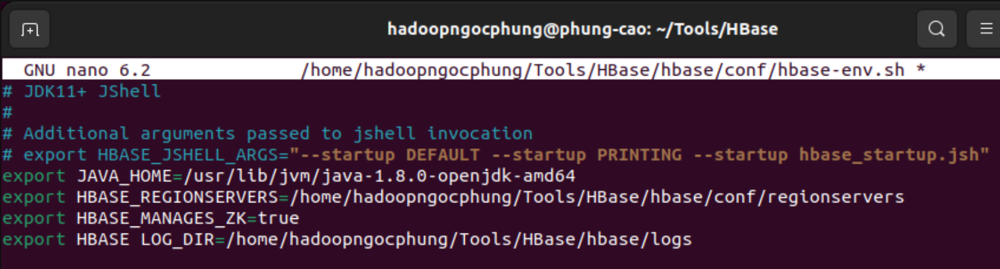 hadoopngocphung@phung-cao: ~/Tools/HBase
GNU nano 6.2 /home/hadoopngocphung/Tools/HBase/hbase/conf/hbase-env.sh *
# JDK11+ JShell
#
# Additional arguments passed to jshell invocation
# export HBASE_JSHELL_ARGS="--startup DEFAULT --startup PRINTING --startup hbase_startup.jsh"
export JAVA_HOME=/usr/lib/jvm/java-1.8.0-openjdk-amd64
export HBASE_REGIONSERVERS=/home/hadoopngocphung/Tools/HBase/hbase/conf/regionservers
export HBASE_MANAGES_ZK=true
export HBASE LOG_DIR=/home/hadoopngocphung/Tools/HBase/hbase/logs